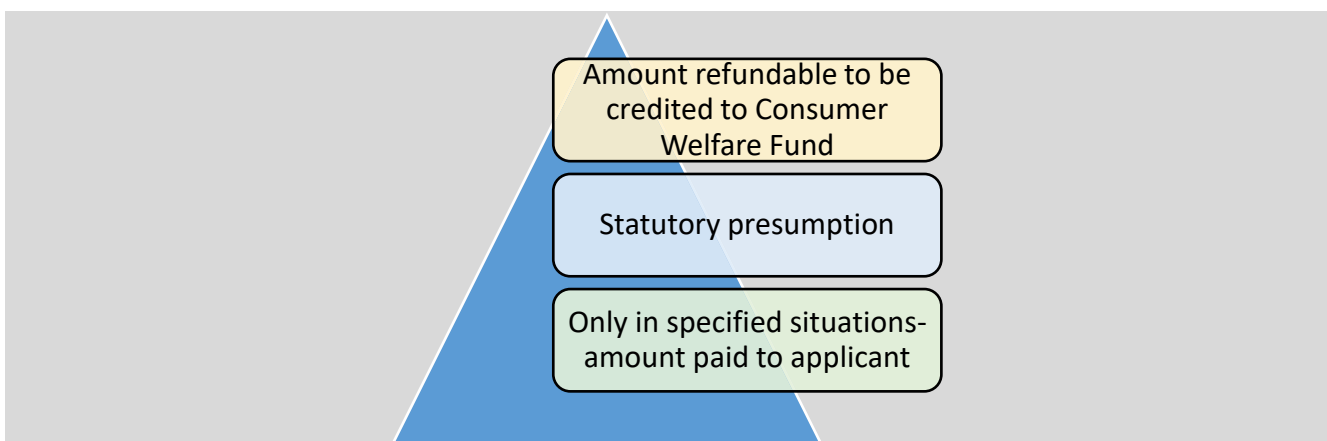 Amount refundable to be
credited to Consumer
Welfare Fund
Statutory presumption
Only in specified situations-
amount paid to applicant